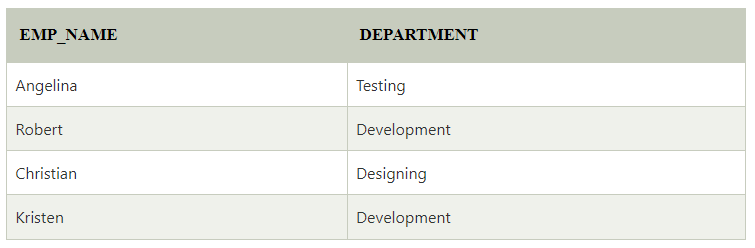 EMP_NAME DEPARTMENT
Angelina Testing
Robert Development
Christian Designing
Kristen Development